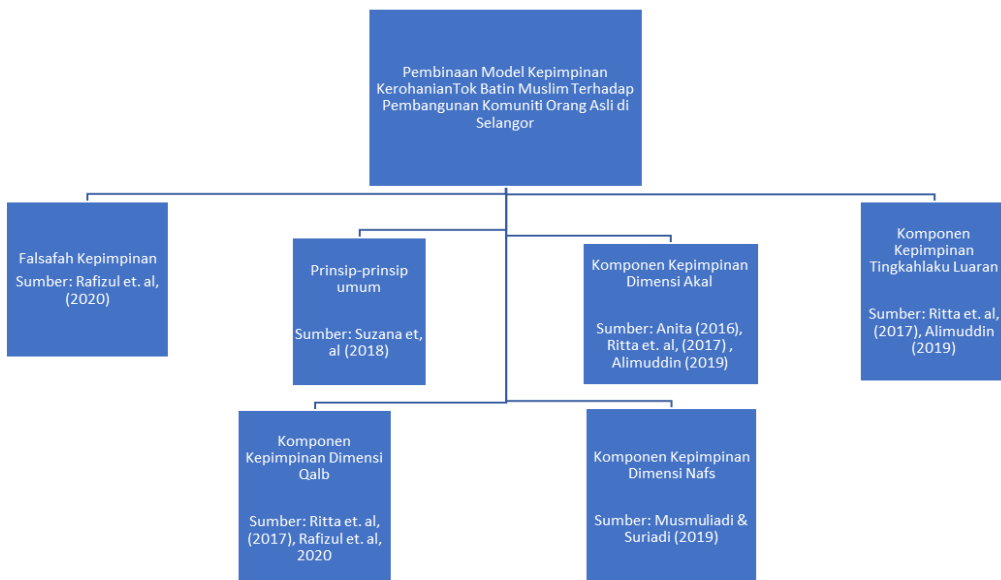 Pembinaan Model Kepimpinan
KerohanianTok Batin Muslim Terhadap
Pembangunan Komuniti Orang Asli di
Selangor
Falsafah Kepimpinan
Sumber: Rafizul et. al,
(2020)
Prinsip-prinsip
umum
Sumber: Suzana et,
al (2018)
Komponen Kepimpinan
Dimensi Akal
Sumber: Anita (2016),
Ritta et. al, (2017) ,
Alimuddin (2019)
Komponen
Kepimpinan
Tingkahlaku Luaran
Sumber: Ritta et. al,
(2017), Alimuddin
(2019)
Komponen
Kepimpinan Dimensi
Qalb
Sumber: Ritta et. al,
(2017), Rafizul et. al,
2020
Komponen Kepimpinan
Dimensi Nafs
Sumber: Musmuliadi &
Suriadi (2019)